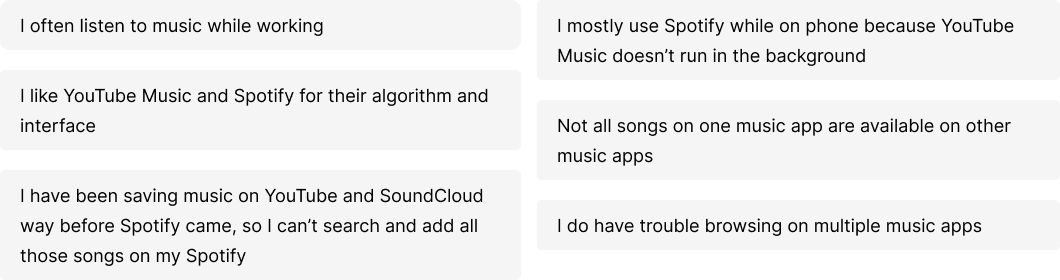 I often listen to music while working
I like YouTube Music and Spotify for their algorithm and
interface
I have been saving music on YouTube and SoundCloud
way before Spotify came, so I can’t search and add all
those songs on my Spotify
I mostly use Spotify while on phone because YouTube
Music doesn’t run in the background
Not all songs on one music app are available on other
music apps
I do have trouble browsing on multiple music apps